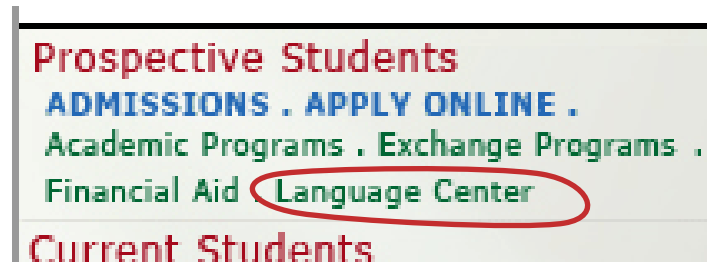 Prospective Students
ADMISSIONS . APPLY ONLINE .
Academic Programs . Exchange Programs .
Financial Aid . Language Center
Current Students